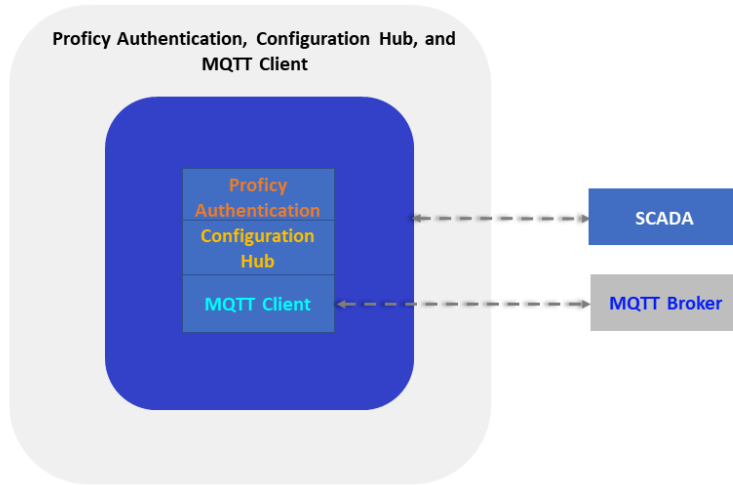 Proficy Authentication, Configuration Hub, and
MQTT Client
Proficy
Authentication
Configuration
Hub
MQTT Client
SCADA
MQTT Broker